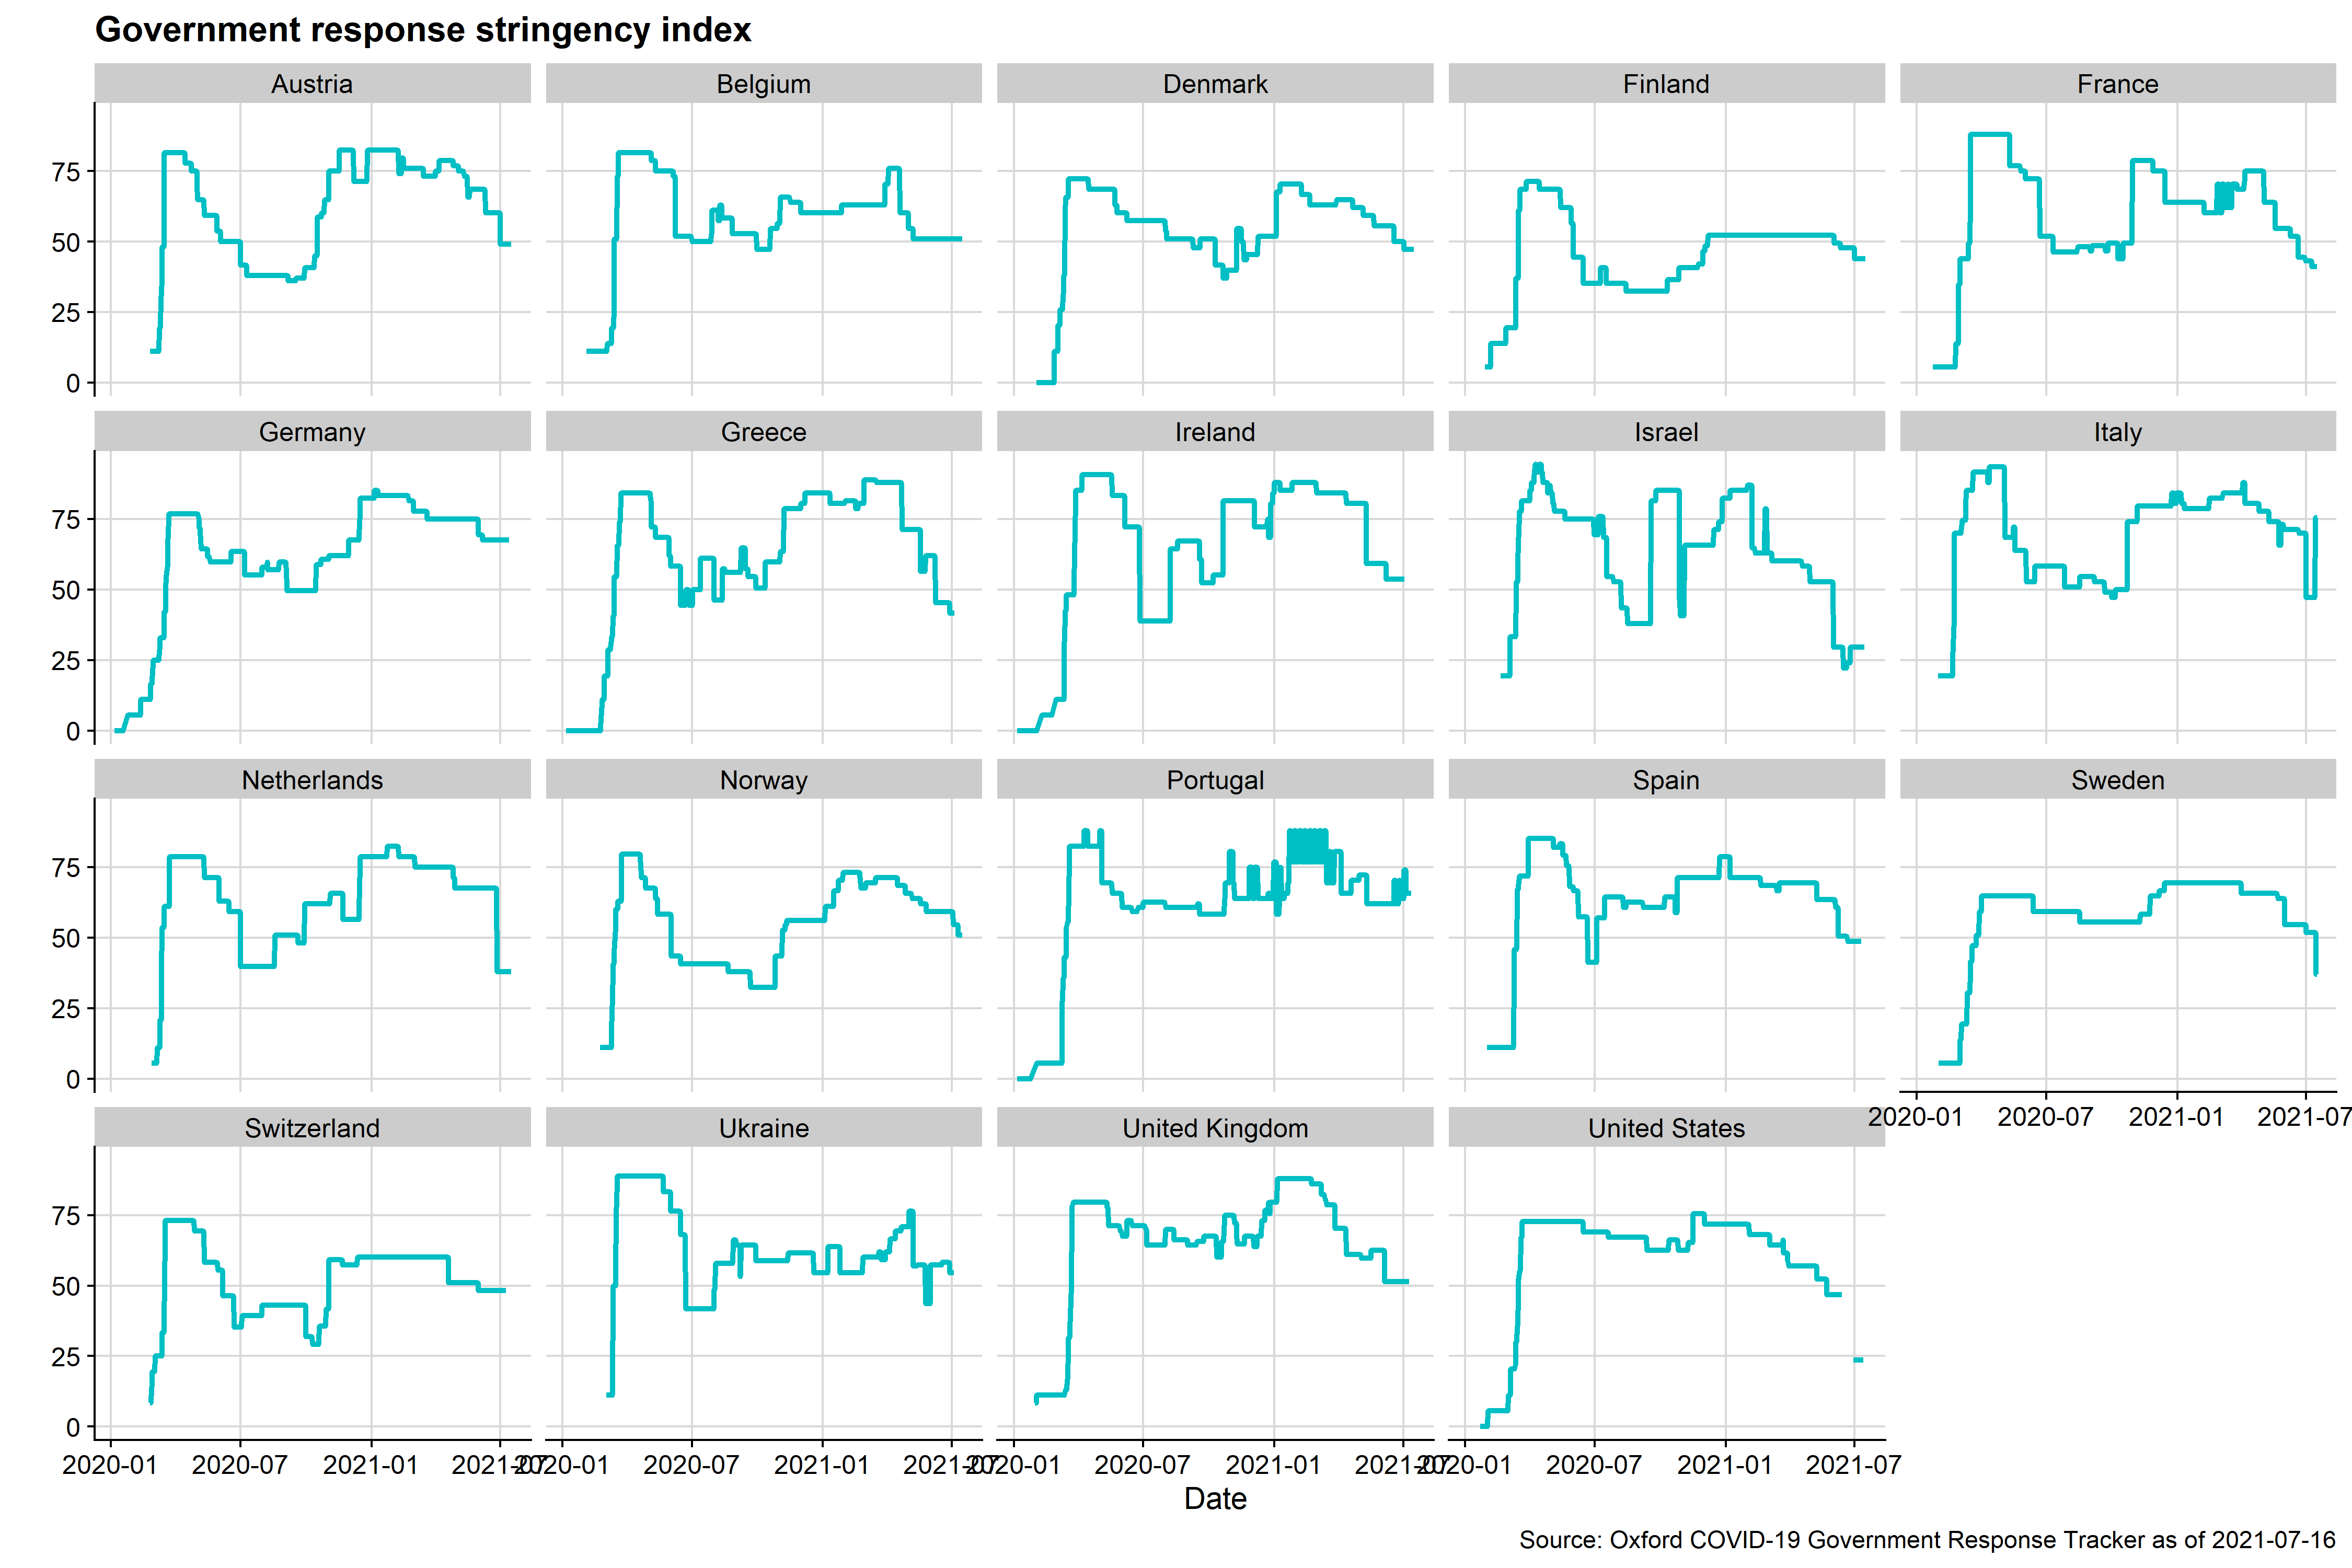 Government response stringency index
Austria Belgium Denmark Finland France
75
50
25
0
Germany Greece Ireland Israel Italy
75
50
25
0
Netherlands Norway Portugal Spain Sweden
75
50
25
0
2020-01 2020-07 2021-01 2021-07
Switzerland Ukraine United Kingdom United States
75
50
25
0
2020-01 2020-07 2021-01 2021-07 2020-01 2020-07 2021-01 2021-07 2020-01 2020-07 2021-01 2021-07 2020-01 2020-07 2021-01 2021-07
Date
Source: Oxford COVID-19 Government Response Tracker as of 2021-07-16